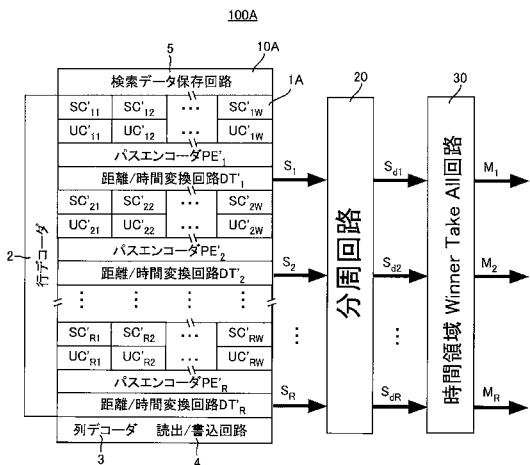 100A
5
10A
検索データ保存回路
1A
SC'11 SC'12 ... SC'1W
UC'11 UC'12 ... UC'1W
パスエンコーダPE'1
距離/時間変換回路DT'1
SC'21 SC'22 ... SC'2W
UC'21 UC'22 ... UC'2W
パスエンコーダPE'2
距離/時間変換回路DT'2
SC'R1 SC'R2 ... SC'RW
UC'R1 UC'R2 ... UC'RW
パスエンコーダPE'R
距離/時間変換回路DT'R
列デコーダ 読出/書込回路
3 4
2
行デコーダ
S1
S2
SR
20
分周回路
Sd1
Sd2
SdR
30
時間領域 Winner Take All回路
M1
M2
MR